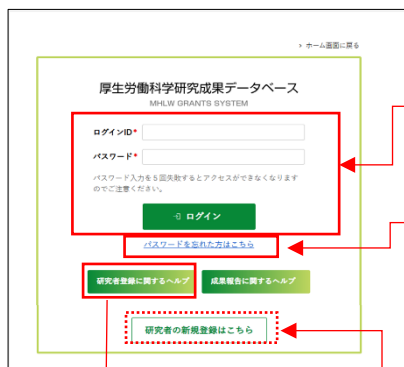 › ホーム画面に戻る
厚生労働科学研究成果データベース
MHLW GRANTS SYSTEM
ログインID*
パスワード*
パスワード入力を5回失敗するとアクセスができなくなります
のでご注意ください。
ログイン
パスワードを忘れた方はこちら
研究者登録に関するヘルプ 成果報告に関するヘルプ
研究者の新規登録はこちら